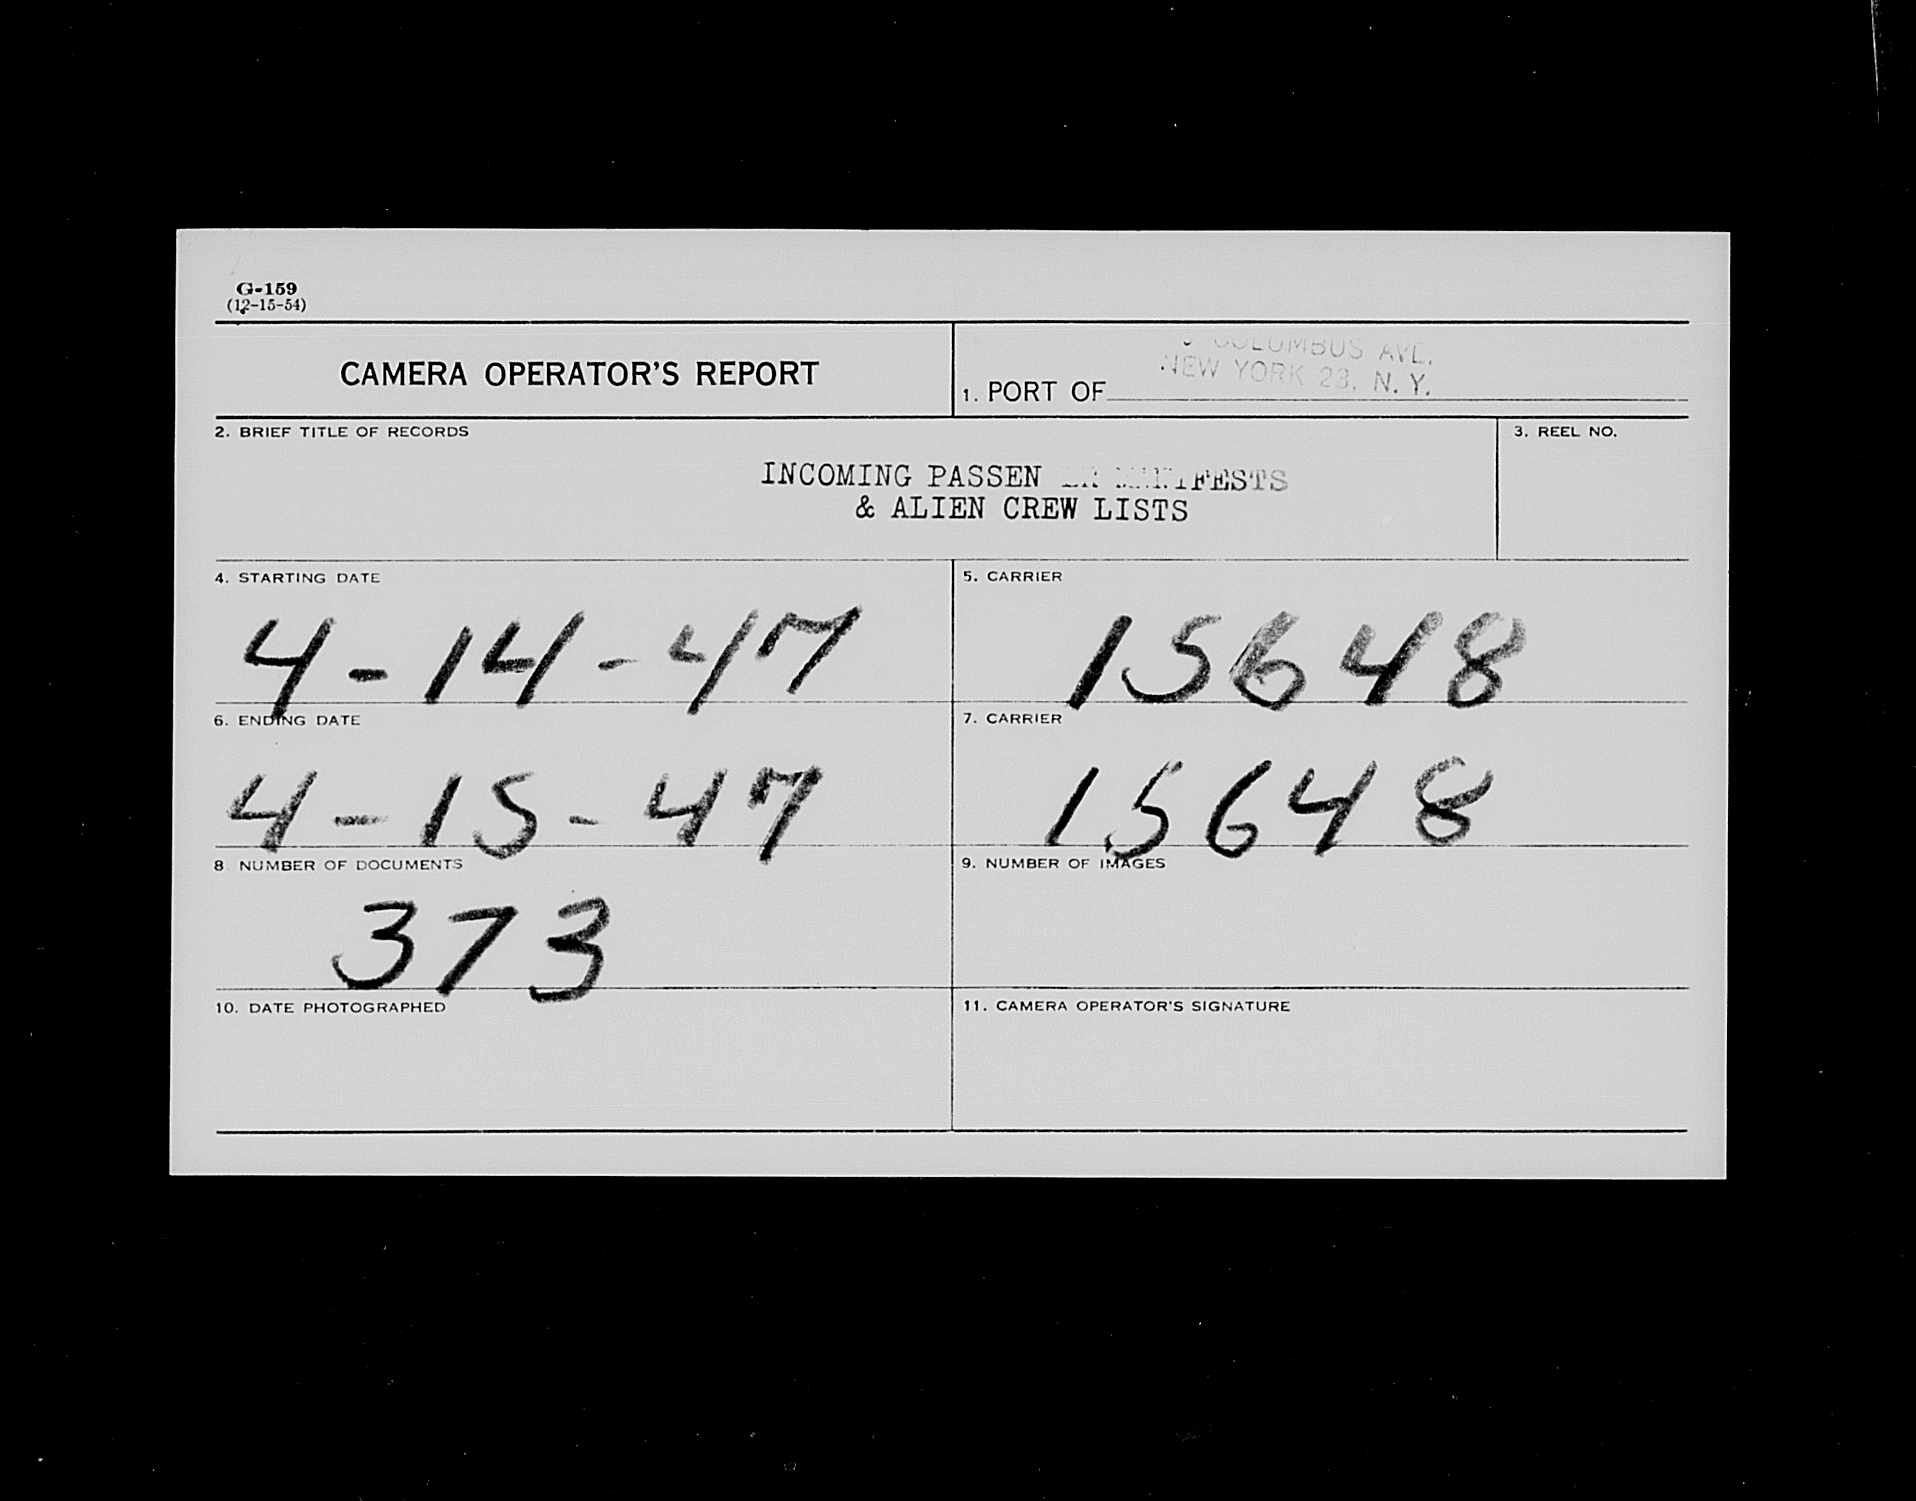 G-159
(12-15-54)
CAMERA OPERATOR'S REPORT
COLUMBUS AVE.
NEW YORK 23, N. Y.
1. PORT OF
2. BRIEF TITLE OF RECORDS
3. REEL NO.
INCOMING PASSEN MANIFESTS
& ALIEN CREW LISTS
4. STARTING DATE
4-14-47
5. CARRIER
15648
6. ENDING DATE
4-15-47
7. CARRIER
15648
8 NUMBER OF DOCUMENTS
373
9. NUMBER OF IMAGES
10. DATE PHOTOGRAPHED
11. CAMERA OPERATOR'S SIGNATURE